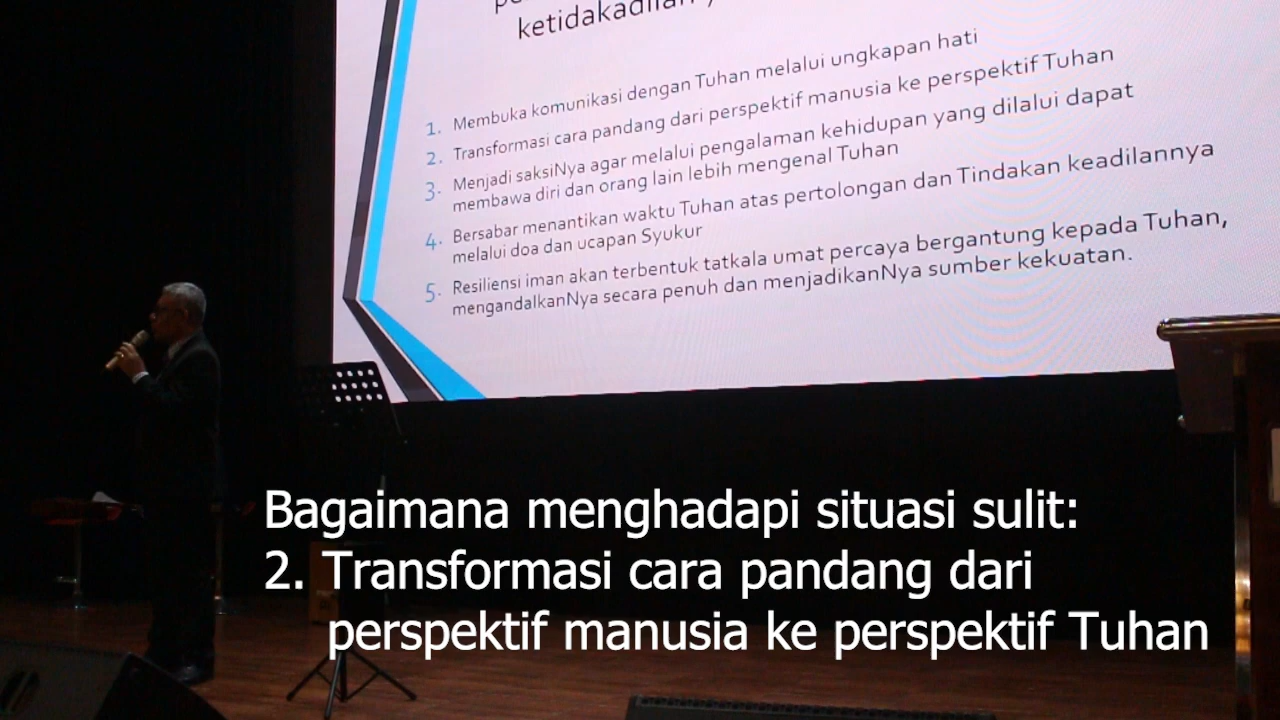 1. Membuka komunikasi dengan Tuhan melalui ungkapan hati
2. Transformasi cara pandang dari perspektif manusia ke perspektif Tuhan
3. Menjadi saksiNya agar melalui pengalaman kehidupan yang dilalui dapat
membawa diri dan orang lain lebih mengenal Tuhan
4. Bersabar menantikan waktu Tuhan atas pertolongan dan Tindakan keadilannya
melalui doa dan ucapan Syukur
5. Resiliensi iman akan terbentuk tatkala umat percaya bergantung kepada Tuhan,
mengandalkanNya secara penuh dan menjadikanNya sumber kekuatan.
Bagaimana menghadapi situasi sulit:
2. Transformasi cara pandang dari
perspektif manusia ke perspektif Tuhan